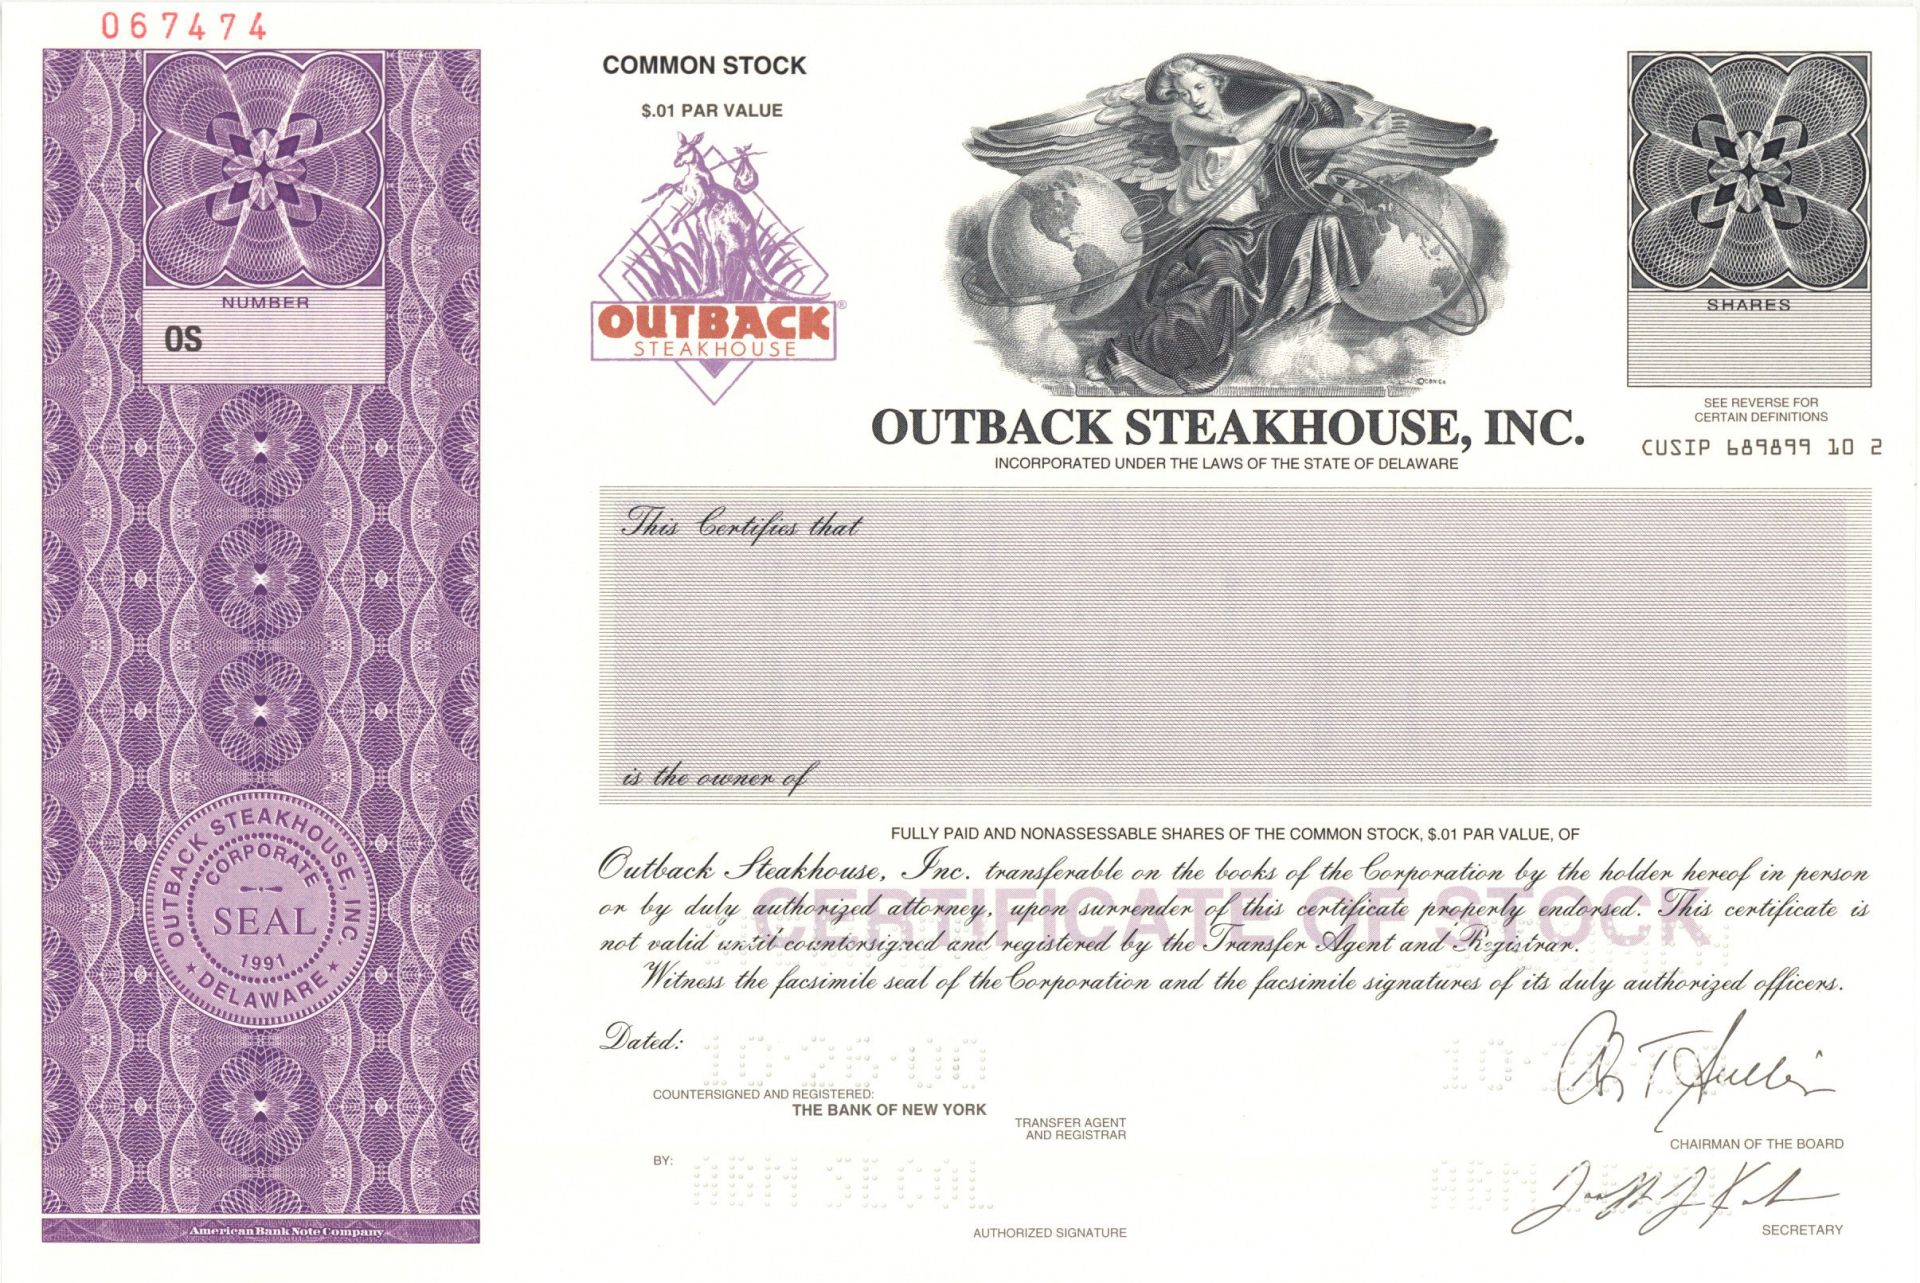 067474
COMMON STOCK
$.01 PAR VALUE
OUTBACK®
STEAKHOUSE
NUMBER
OS
SHARES
SEE REVERSE FOR
CERTAIN DEFINITIONS
CUSIP 689899 10 2
OUTBACK STEAKHOUSE, INC.
INCORPORATED UNDER THE LAWS OF THE STATE OF DELAWARE
This Certifies that
is the owner of
FULLY PAID AND NONASSESSABLE SHARES OF THE COMMON STOCK, $.01 PAR VALUE, OF
Outback Steakhouse, Inc. transferable on the books of the Corporation by the holder hereof in person
or by duly authorized attorney, upon surrender of this certificate properly endorsed. This certificate is
not valid until countersigned and registered by the Transfer Agent and Registrar.
Witness the facsimile seal of the Corporation and the facsimile signatures of its duly authorized officers.
CERTIFICATE OF STOCK
OUTBACK STEAKHOUSE, INC.
CORPORATE
SEAL
1991
★ DELAWARE ★
Dated:
10·26·00
COUNTERSIGNED AND REGISTERED:
THE BANK OF NEW YORK
TRANSFER AGENT
AND REGISTRAR
BY:
ABN SECOL
AUTHORIZED SIGNATURE
CHAIRMAN OF THE BOARD
SECRETARY
American Bank Note Company.